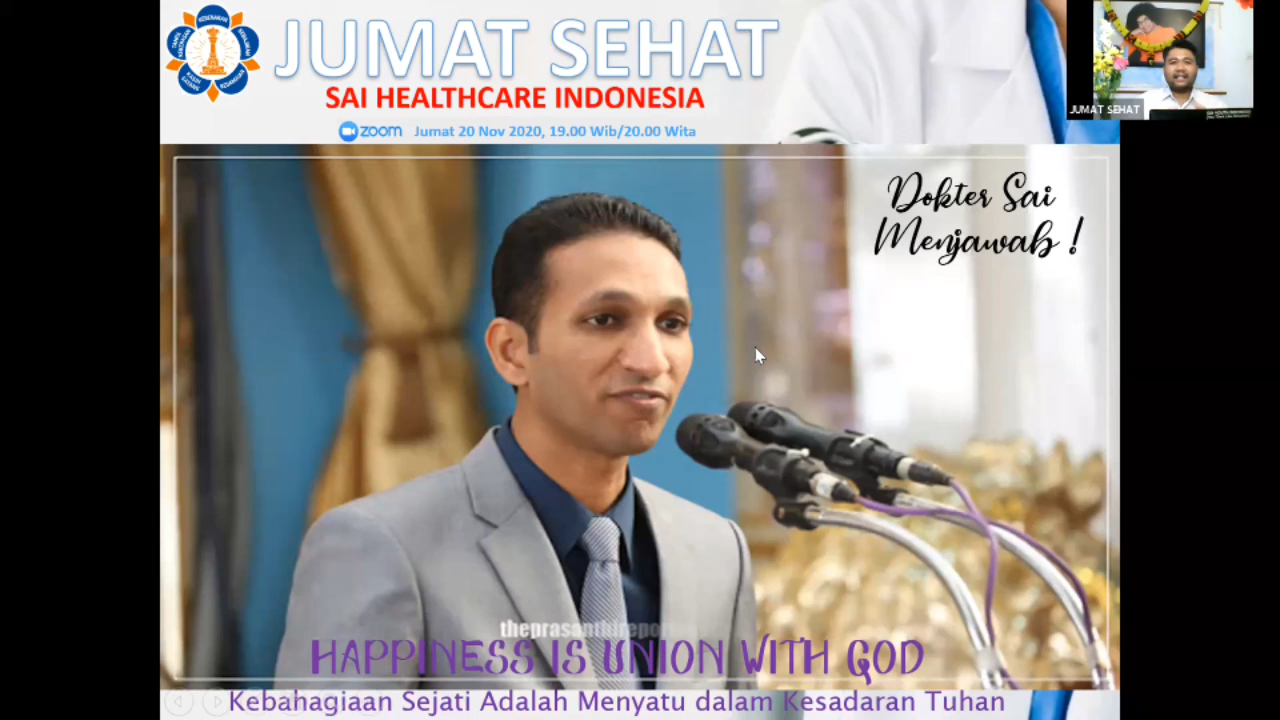 JUMAT SEHAT
SAI HEALTHCARE INDONESIA
zoom Jumat 20 Nov 2020, 19.00 Wib/20.00 Wita
JUMAT SEHAT
Dokter Sai
Menjawab !
theprasanthirepor
HAPPINESS IS UNION WITH GOD
Kebahagiaan Sejati Adalah Menyatu dalam Kesadaran Tuhan